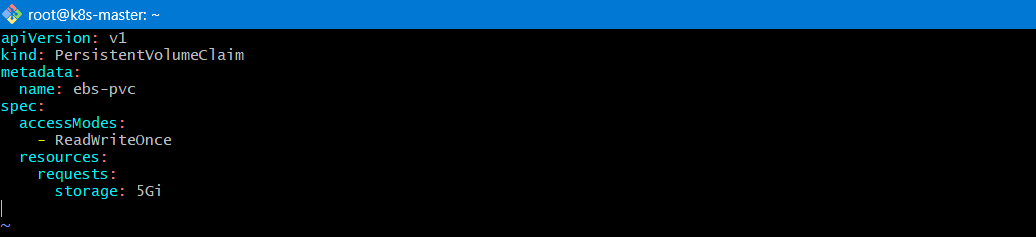 root@k8s-master: ~
apiVersion: v1
kind: PersistentVolumeClaim
metadata:
  name: ebs-pvc
spec:
  accessModes:
    - ReadWriteOnce
  resources:
    requests:
      storage: 5Gi

~